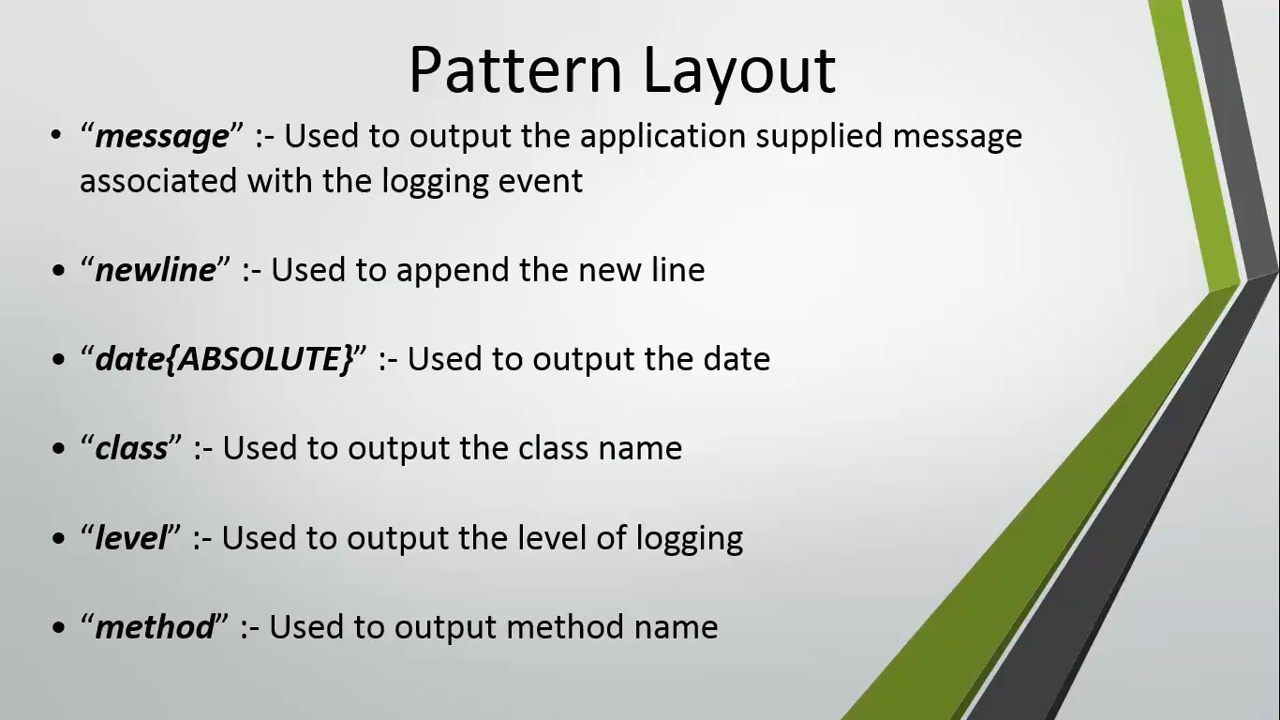 Pattern Layout
• “message” :- Used to output the application supplied message
associated with the logging event
• “newline” :- Used to append the new line
• “date{ABSOLUTE}” :- Used to output the date
• “class” :- Used to output the class name
• “level” :- Used to output the level of logging
• “method” :- Used to output method name